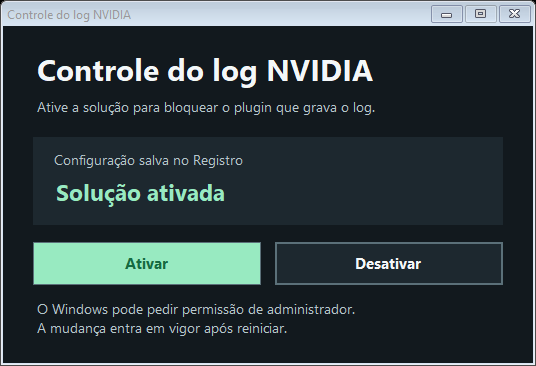 Controle do log NVIDIA
Controle do log NVIDIA
Ative a solução para bloquear o plugin que grava o log.
Configuração salva no Registro
Solução ativada
Ativar
Desativar
O Windows pode pedir permissão de administrador.
A mudança entra em vigor após reiniciar.